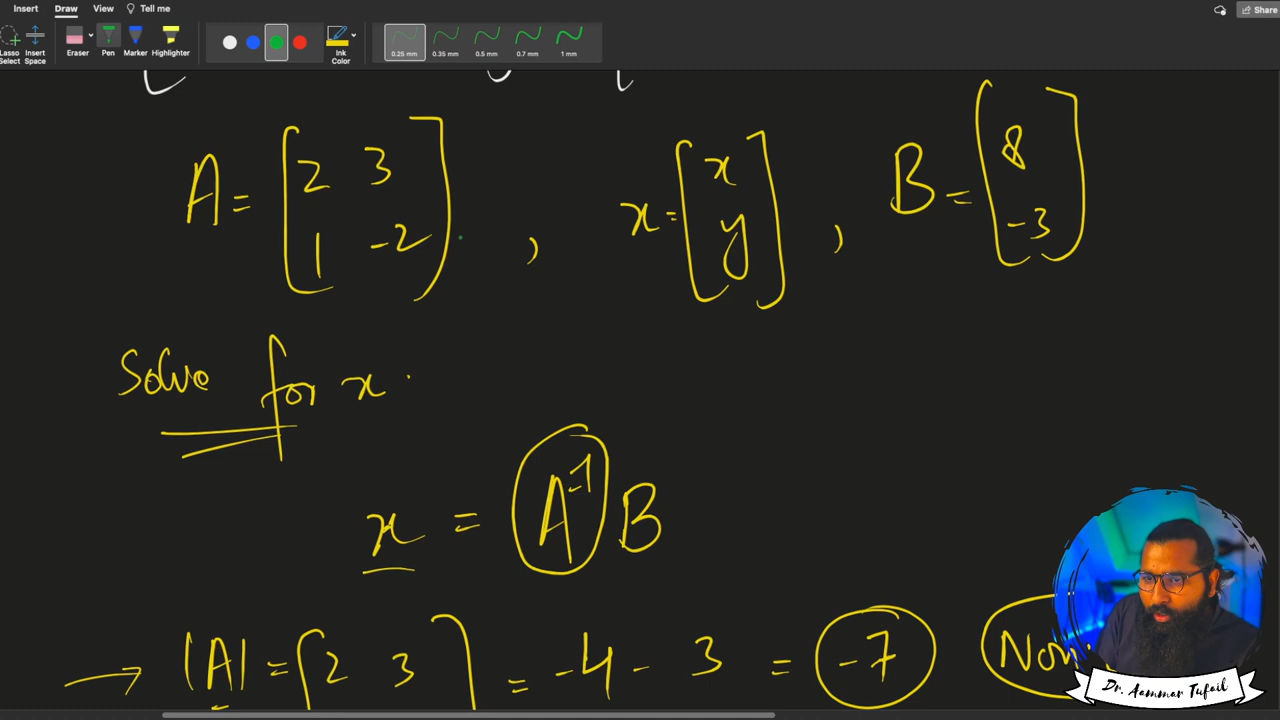 Insert Draw View Tell me
Share
Lasso Select Insert Space Eraser Pen Marker Highlighter Ink Color 0.25 mm 0.35 mm 0.5 mm 0.7 mm 1 mm
A = [2 3
1 -2] , x = [x
y] , B = [8
-3]
Solve for x.
x = A⁻¹ B
→ |A| = [2 3] = -4 - 3 = -7
Dr. Aammar Tufail